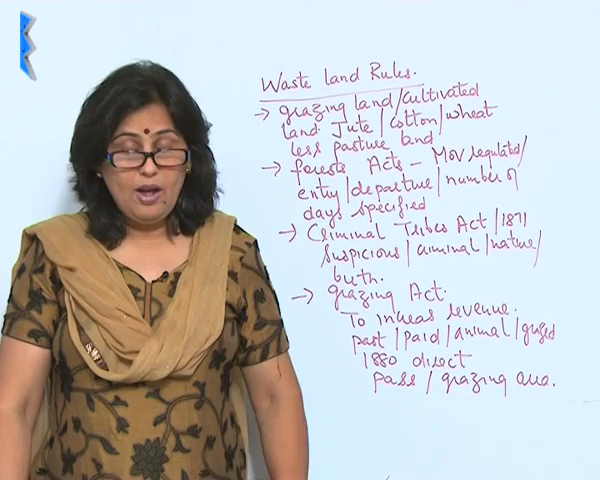 Waste land Rules.
→ grazing land/cultivated
land Jute/cotton/wheat
less pasture land
→ forests Acts – Mov regulated/
entry/departure/number of
days specified
→ Criminal Tribes Act/1871
suspicious/criminal/nature/
birth.
→ grazing Act.
To increas revenue.
past/paid/animal/grazed
1880 direct
pass/grazing area.